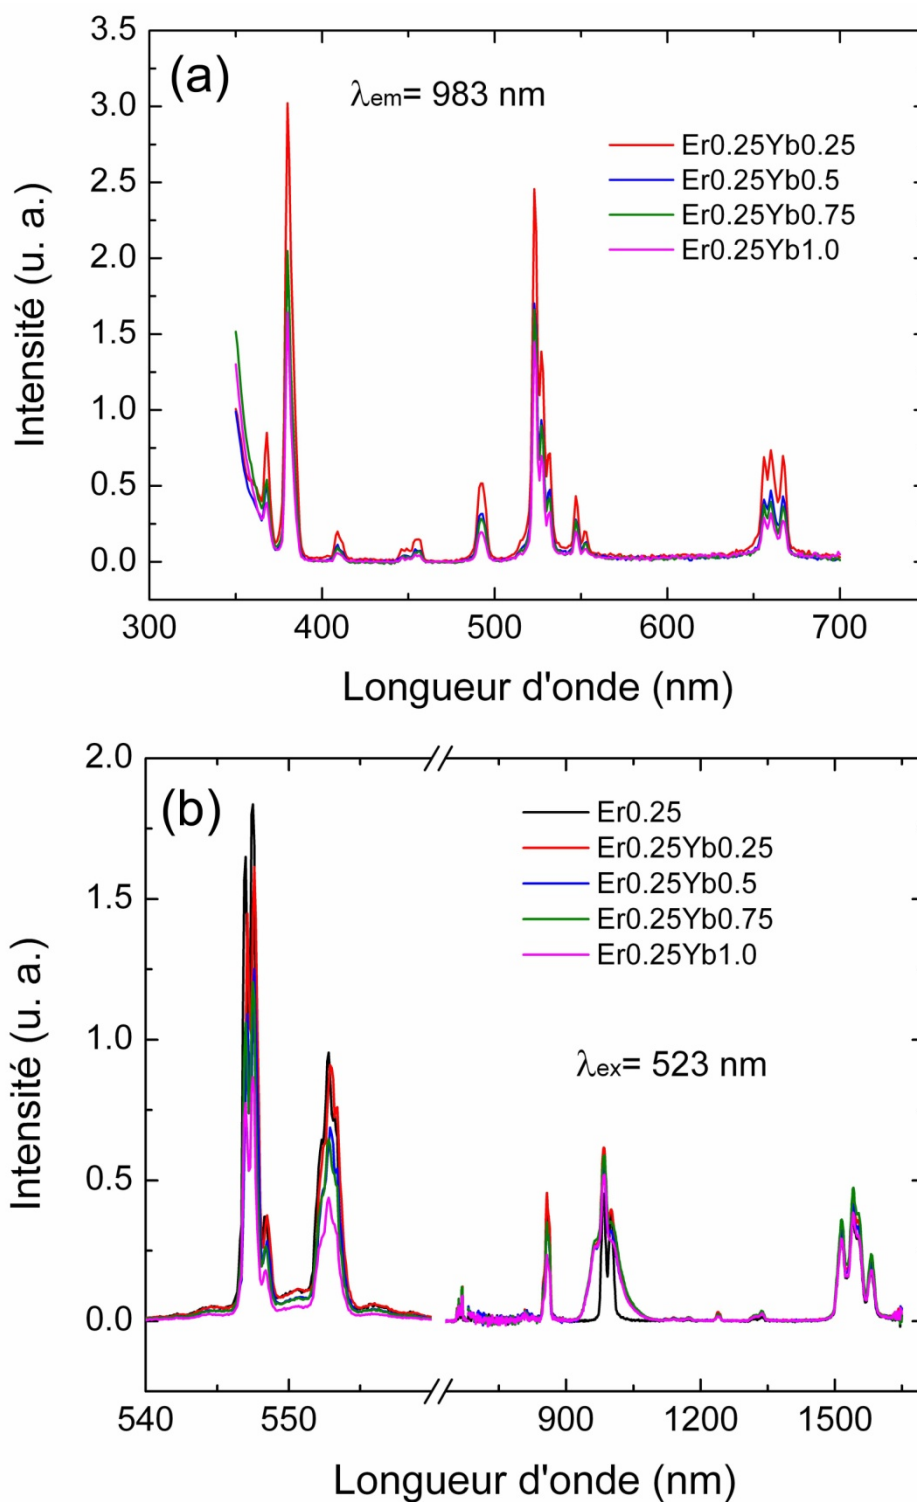 (a)
λem= 983 nm
Er0.25Yb0.25
Er0.25Yb0.5
Er0.25Yb0.75
Er0.25Yb1.0
Intensité (u. a.)
3.5
3.0
2.5
2.0
1.5
1.0
0.5
0.0
300 400 500 600 700
Longueur d'onde (nm)
(b)
Er0.25
Er0.25Yb0.25
Er0.25Yb0.5
Er0.25Yb0.75
Er0.25Yb1.0
λex= 523 nm
Intensité (u. a.)
2.0
1.5
1.0
0.5
0.0
540 550 900 1200 1500
Longueur d'onde (nm)